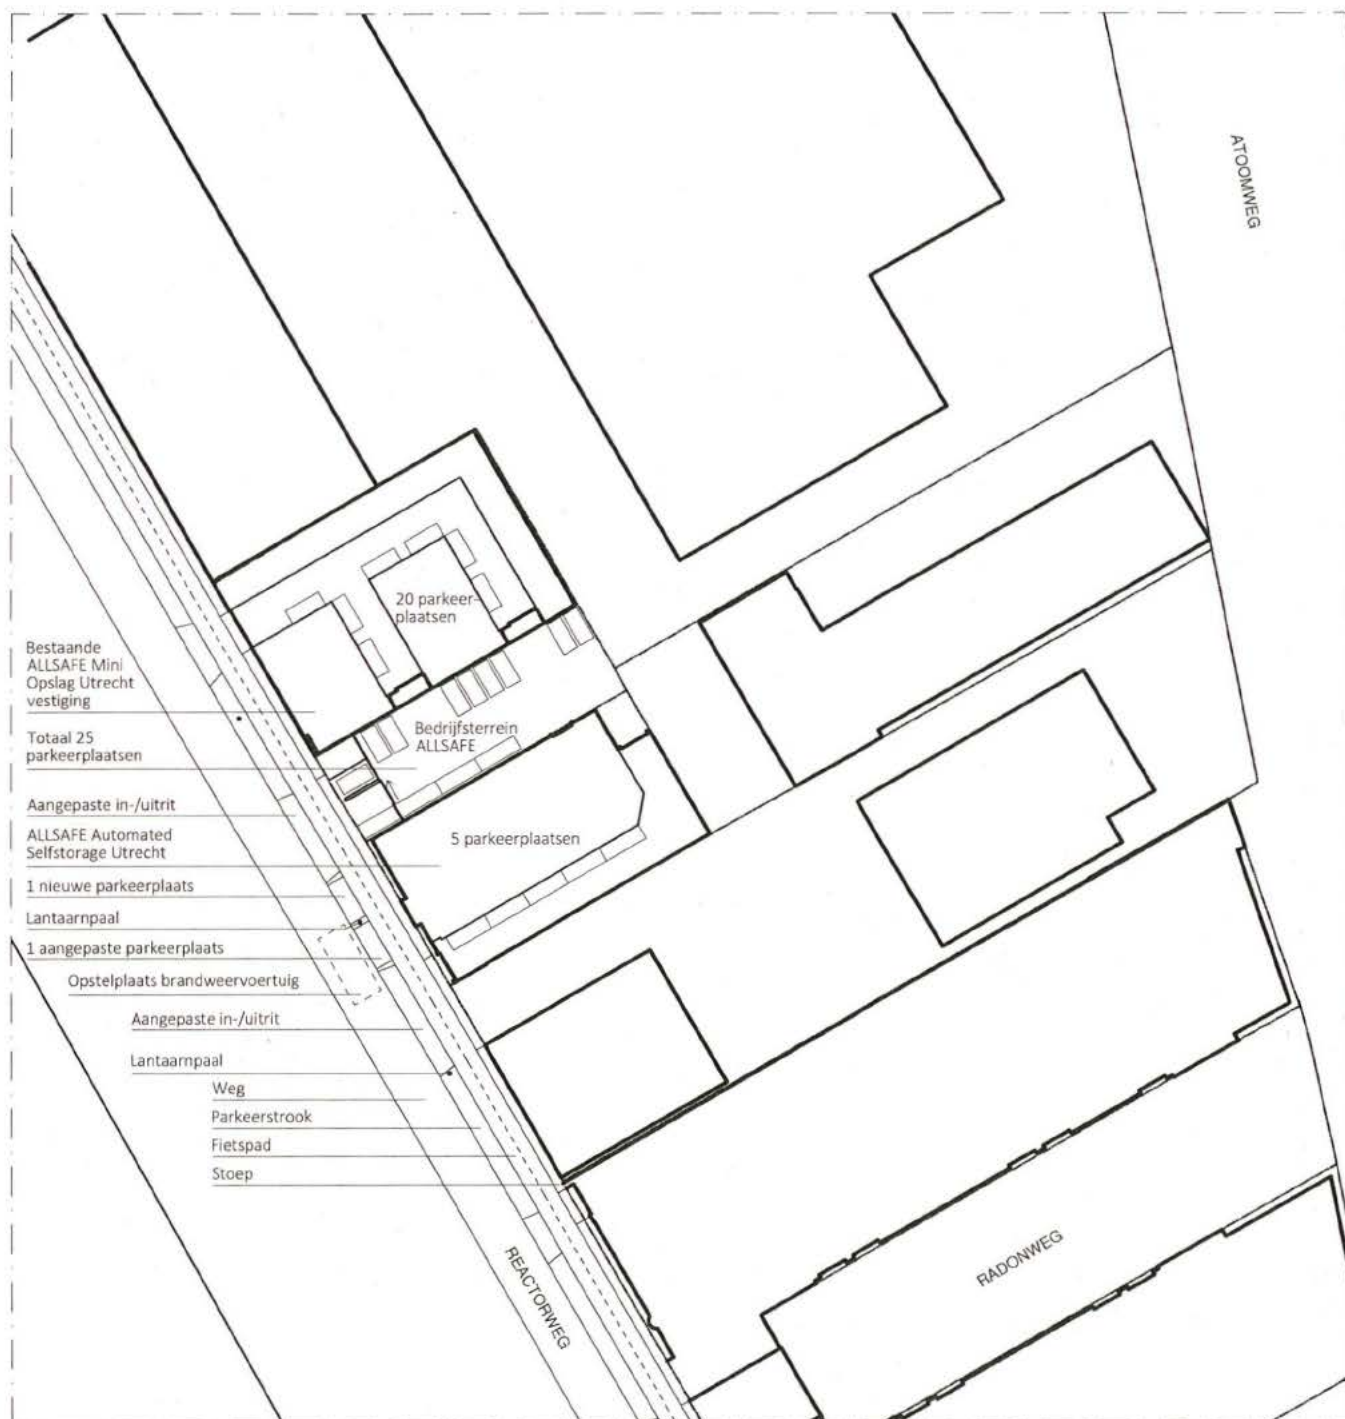 ATOOMWEG
20 parkeer-
plaatsen
Bestaande
ALLSAFE Mini
Opslag Utrecht
vestiging
Bedrijfsterrein
ALLSAFE
Totaal 25
parkeerplaatsen
Aangepaste in-/uitrit
ALLSAFE Automated
Selfstorage Utrecht
5 parkeerplaatsen
1 nieuwe parkeerplaats
Lantaarnpaal
1 aangepaste parkeerplaats
Opstelplaats brandweervoertuig
Aangepaste in-/uitrit
Lantaarnpaal
Weg
Parkeerstrook
Fietspad
Stoep
REACTORWEG
RADONWEG